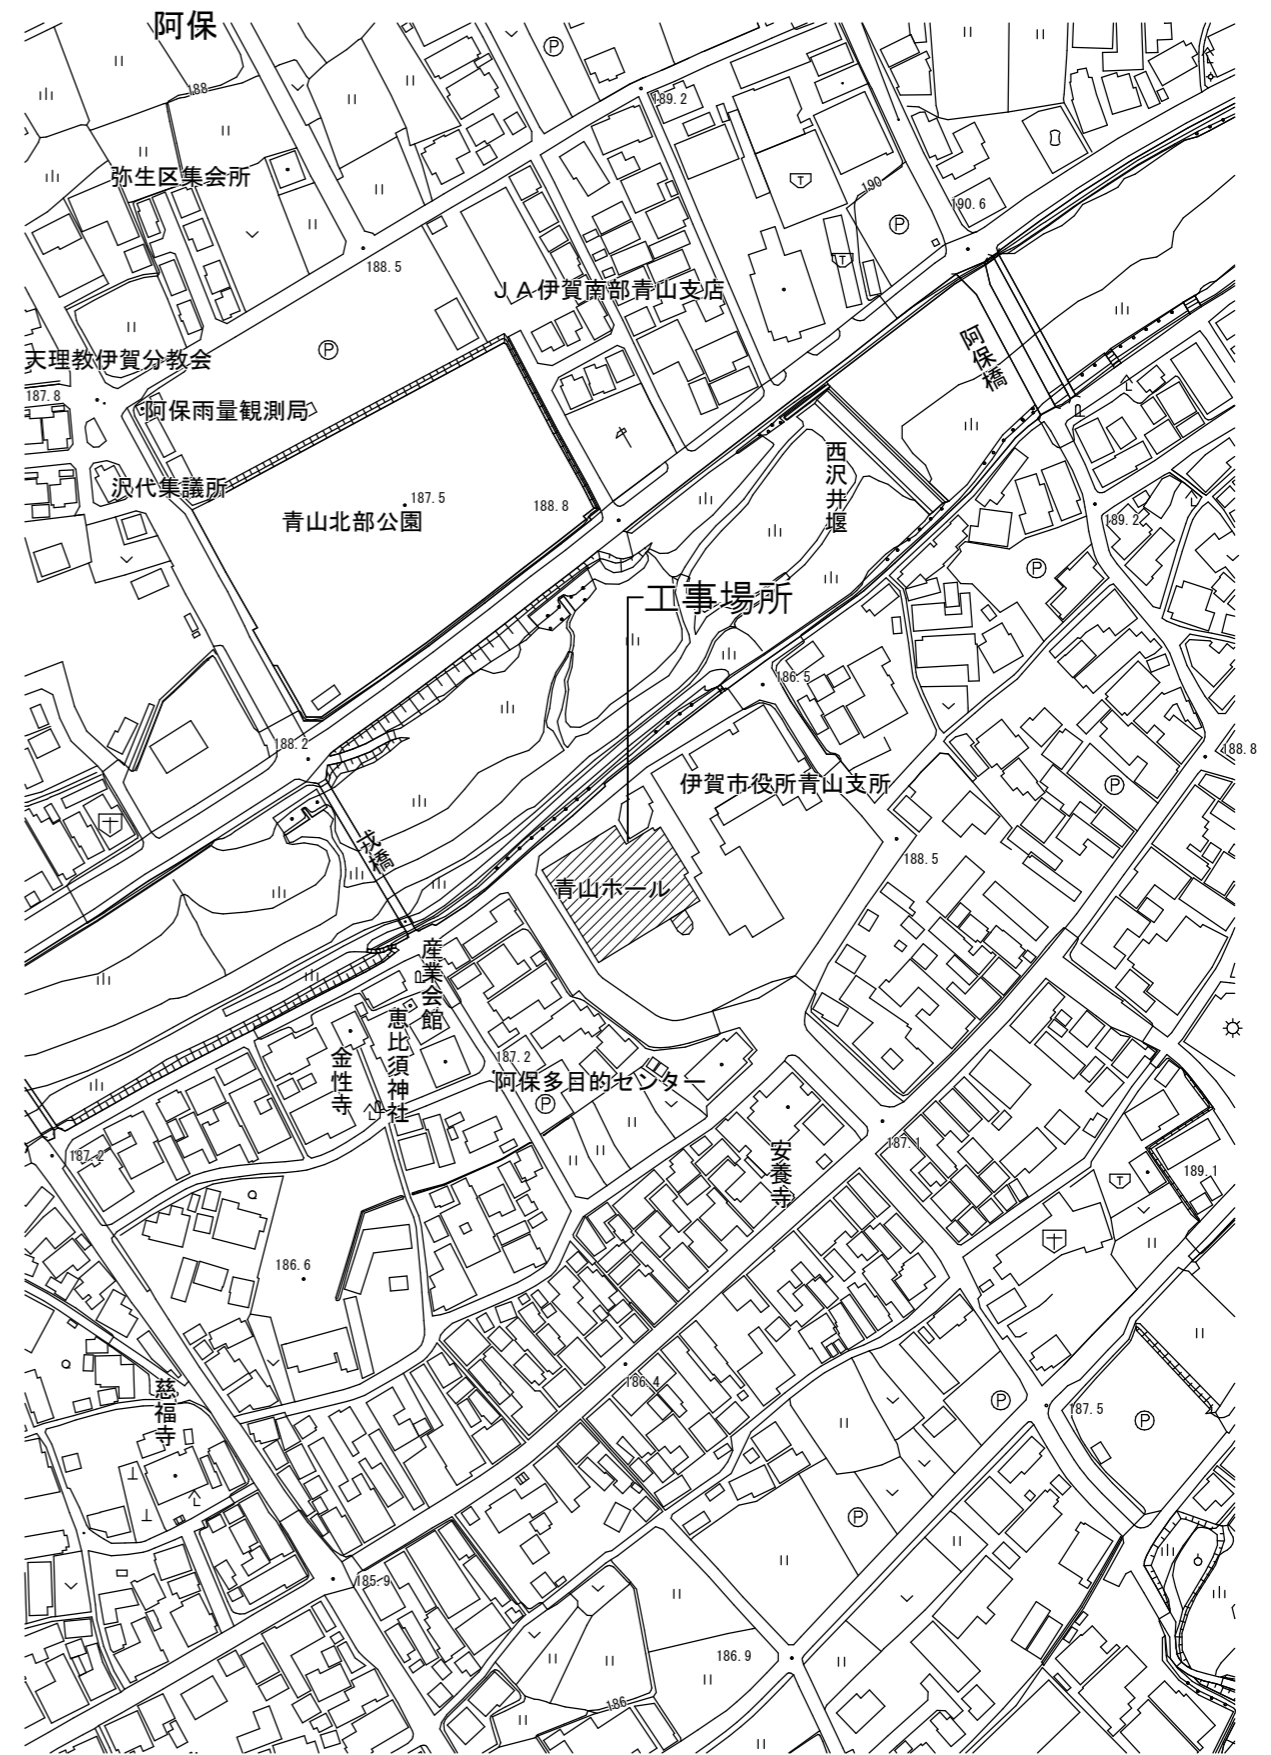 阿保
188
189.2
弥生区集会所
190
190.6
188.5
JA伊賀南部青山支店
天理教伊賀分教会
187.8
阿保雨量観測局
阿保橋
沢代集議所
187.5
188.8
青山北部公園
西沢井堰
189.2
工事場所
186.5
188.2
188.8
伊賀市役所青山支所
戎橋
188.5
青山ホール
産業会館
恵比須神社
金性寺
187.2
阿保多目的センター
187.2
187.1
安養寺
189.1
186.6
186.4
慈福寺
187.5
185.9
186.9
186